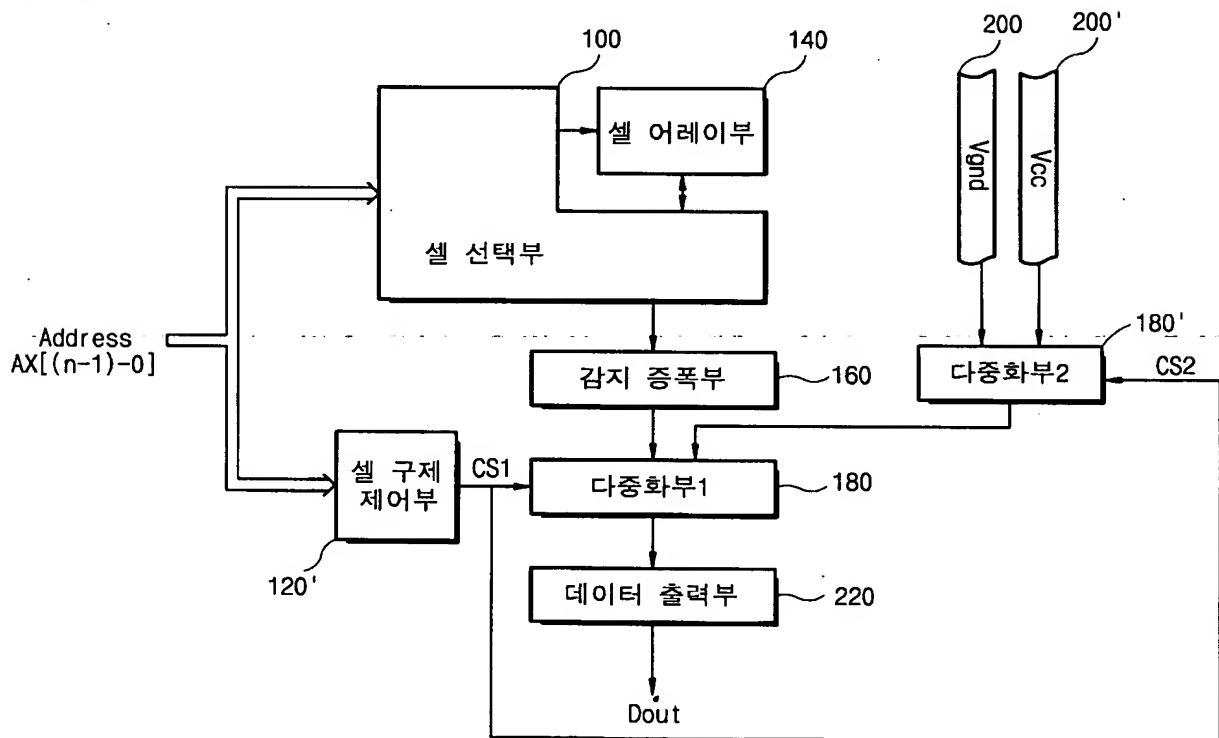 100
140
200
200'
셀 어레이부
Vgnd
Vcc
셀 선택부
Address
AX[(n-1)-0]
180'
감지 증폭부
160
다중화부2
CS2
셀 구제
제어부
CS1
다중화부1
180
120'
데이터 출력부
220
Dout